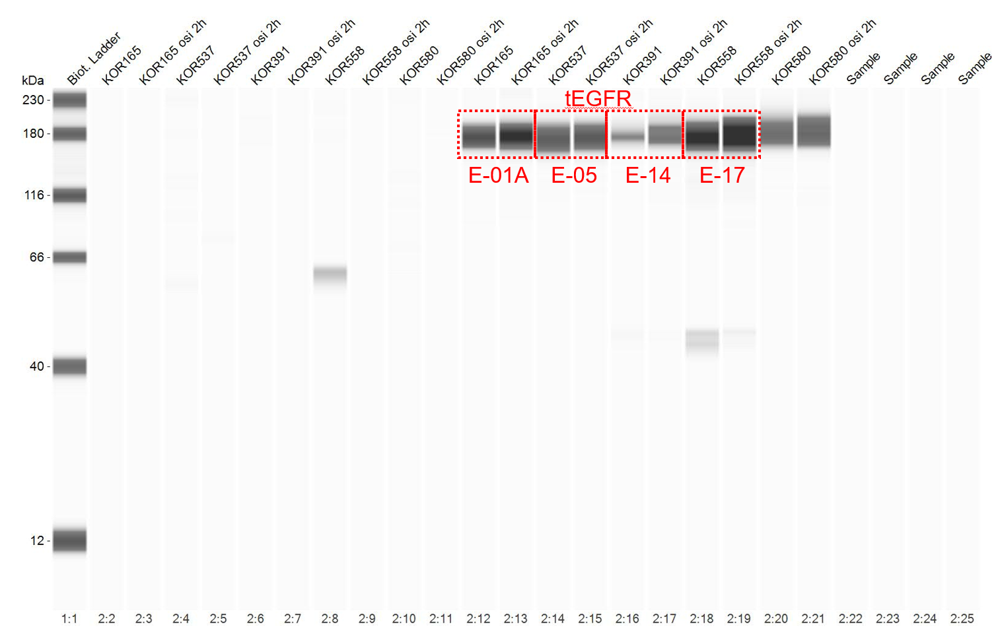 Biot. Ladder
KOR165
KOR165 osi 2h
KOR537
KOR537 osi 2h
KOR391
KOR391 osi 2h
KOR558
KOR558 osi 2h
KOR580
KOR580 osi 2h
KOR165
KOR165 osi 2h
KOR537
KOR537 osi 2h
KOR391
KOR391 osi 2h
KOR558
KOR558 osi 2h
KOR580
KOR580 osi 2h
Sample
Sample
Sample
Sample
kDa
230 -
tEGFR
180 -
E-01A E-05 E-14 E-17
116 -
66 -
40 -
12 -
1:1 2:2 2:3 2:4 2:5 2:6 2:7 2:8 2:9 2:10 2:11 2:12 2:13 2:14 2:15 2:16 2:17 2:18 2:19 2:20 2:21 2:22 2:23 2:24 2:25